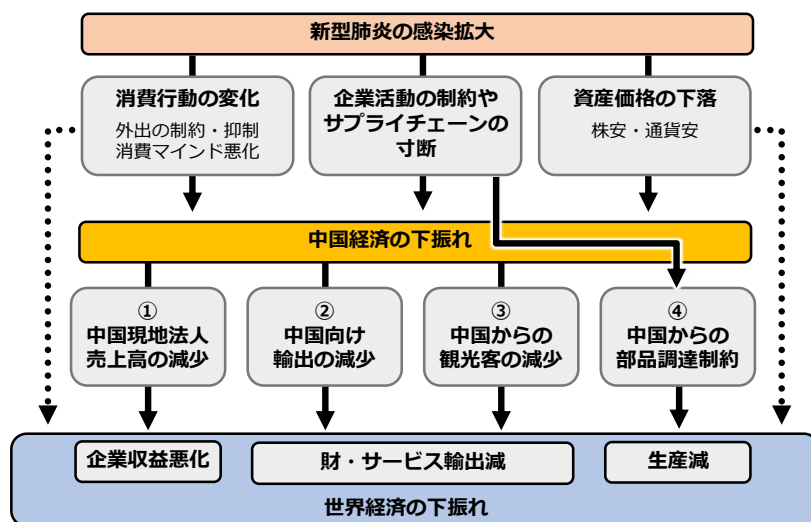 新型肺炎の感染拡大
消費行動の変化
外出の制約・抑制
消費マインド悪化
企業活動の制約や
サプライチェーンの
寸断
資産価格の下落
株安・通貨安
中国経済の下振れ
①
中国現地法人
売上高の減少
②
中国向け
輸出の減少
③
中国からの
観光客の減少
④
中国からの
部品調達制約
企業収益悪化
財・サービス輸出減
生産減
世界経済の下振れ